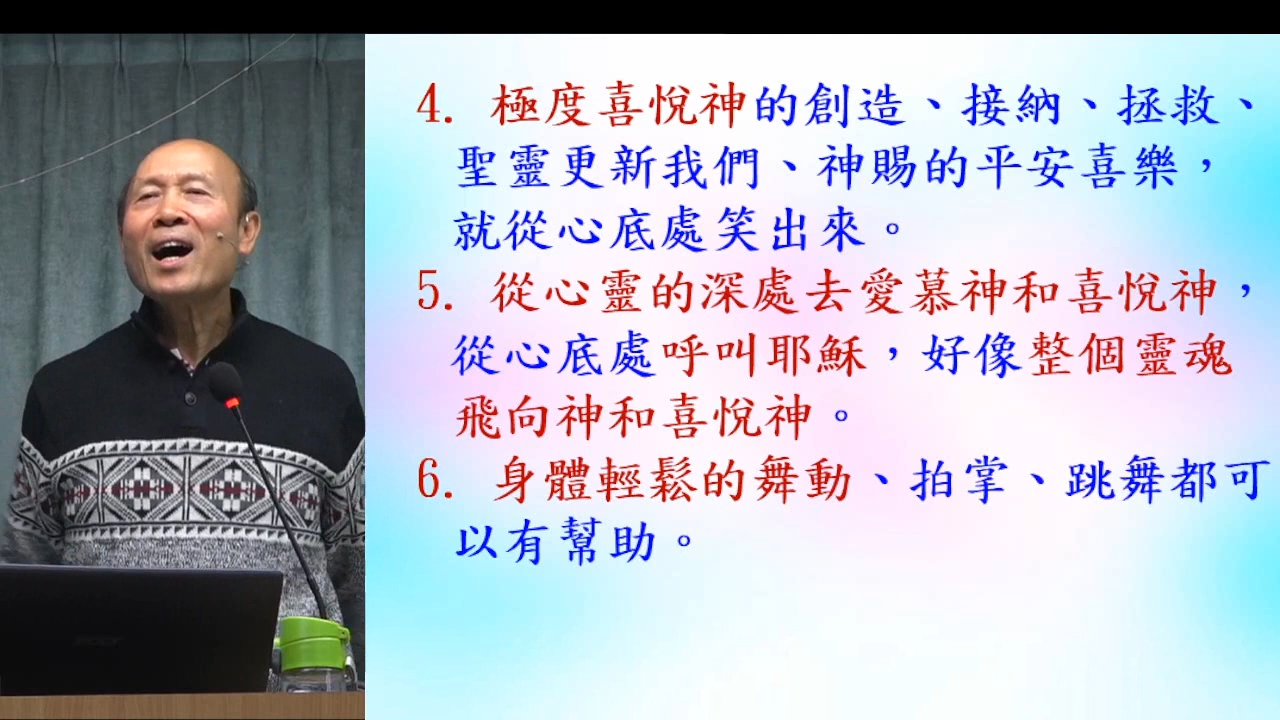 4. 極度喜悅神的創造、接納、拯救、
聖靈更新我們、神賜的平安喜樂，
就從心底處笑出來。
5. 從心靈的深處去愛慕神和喜悅神，
從心底處呼叫耶穌，好像整個靈魂
飛向神和喜悅神。
6. 身體輕鬆的舞動、拍掌、跳舞都可
以有幫助。
acer